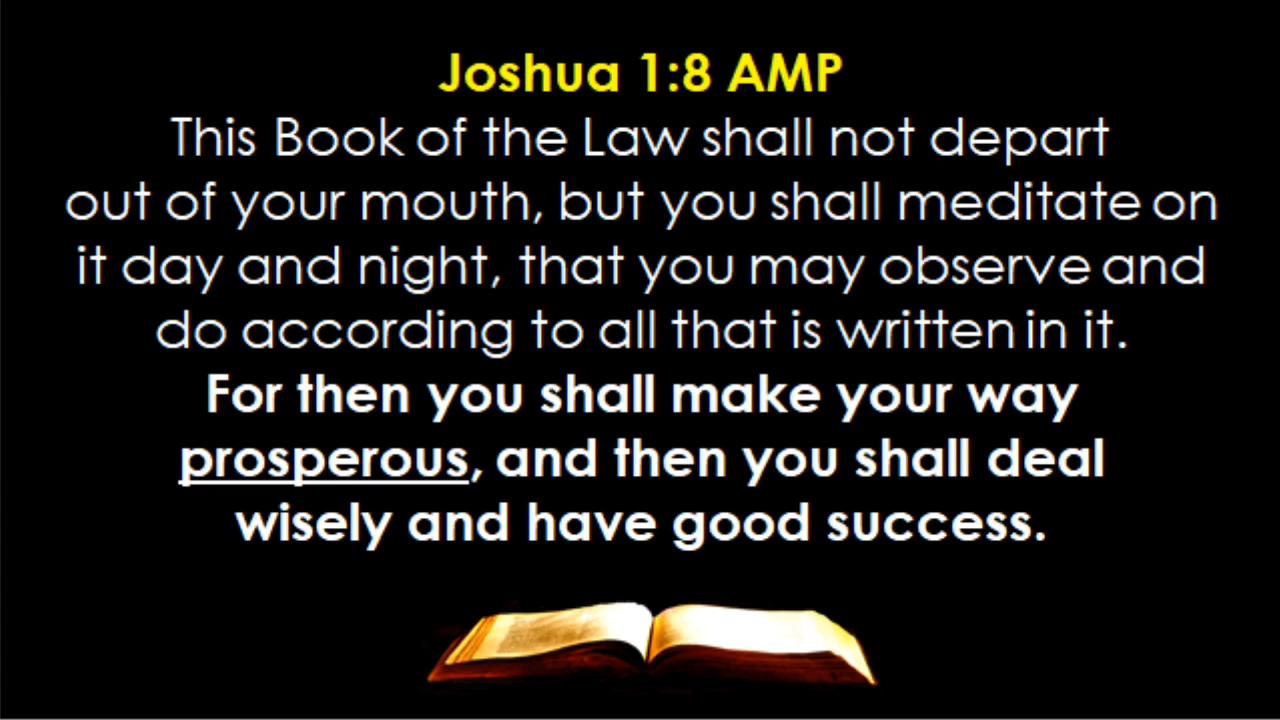 Joshua 1:8 AMP
This Book of the Law shall not depart
out of your mouth, but you shall meditate on
it day and night, that you may observe and
do according to all that is written in it.
For then you shall make your way
prosperous, and then you shall deal
wisely and have good success.